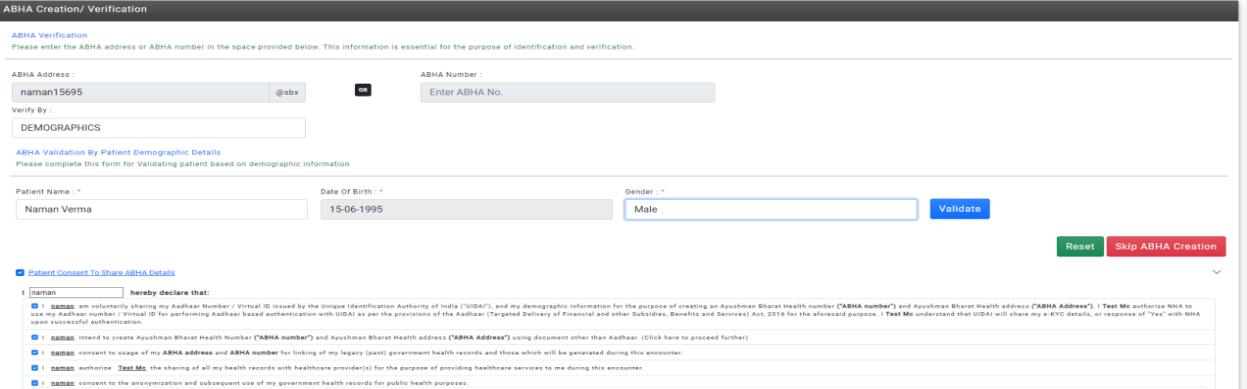 ABHA Creation/ Verification
ABHA Verification
Please enter the ABHA address or ABHA number in the space provided below. This information is essential for the purpose of identification and verification.
ABHA Address :
ABHA Number :
naman15695 @sbx
OR
Enter ABHA No.
Verify By :
DEMOGRAPHICS
ABHA Validation By Patient Demographic Details
Please complete this form for Validating patient based on demographic information
Patient Name : *
Date Of Birth : *
Gender : *
Naman Verma
15-06-1995
Male
Validate
Reset
Skip ABHA Creation
Patient Consent To Share ABHA Details
I naman hereby declare that:
I naman am voluntarily sharing my Aadhaar Number / Virtual ID issued by the Unique Identification Authority of India ("UIDAI"), and my demographic information for the purpose of creating an Ayushman Bharat Health number ("ABHA number") and Ayushman Bharat Health address ("ABHA Address"). I Test Mc authorize NHA to
use my Aadhaar number / Virtual ID for performing Aadhaar based authentication with UIDAI as per the provisions of the Aadhaar (Targeted Delivery of Financial and other Subsidies, Benefits and Services) Act, 2016 for the aforesaid purpose. I Test Mc understand that UIDAI will share my e-KYC details, or response of "Yes" with NHA
upon successful authentication.
I naman intend to create Ayushman Bharat Health Number ("ABHA number") and Ayushman Bharat Health address ("ABHA Address") using document other than Aadhaar. (Click here to proceed further)
I naman consent to usage of my ABHA address and ABHA number for linking of my legacy (past) government health records and those which will be generated during this encounter.
I naman authorize Test Mc the sharing of all my health records with healthcare provider(s) for the purpose of providing healthcare services to me during this encounter.
I naman consent to the anonymization and subsequent use of my government health records for public health purposes.